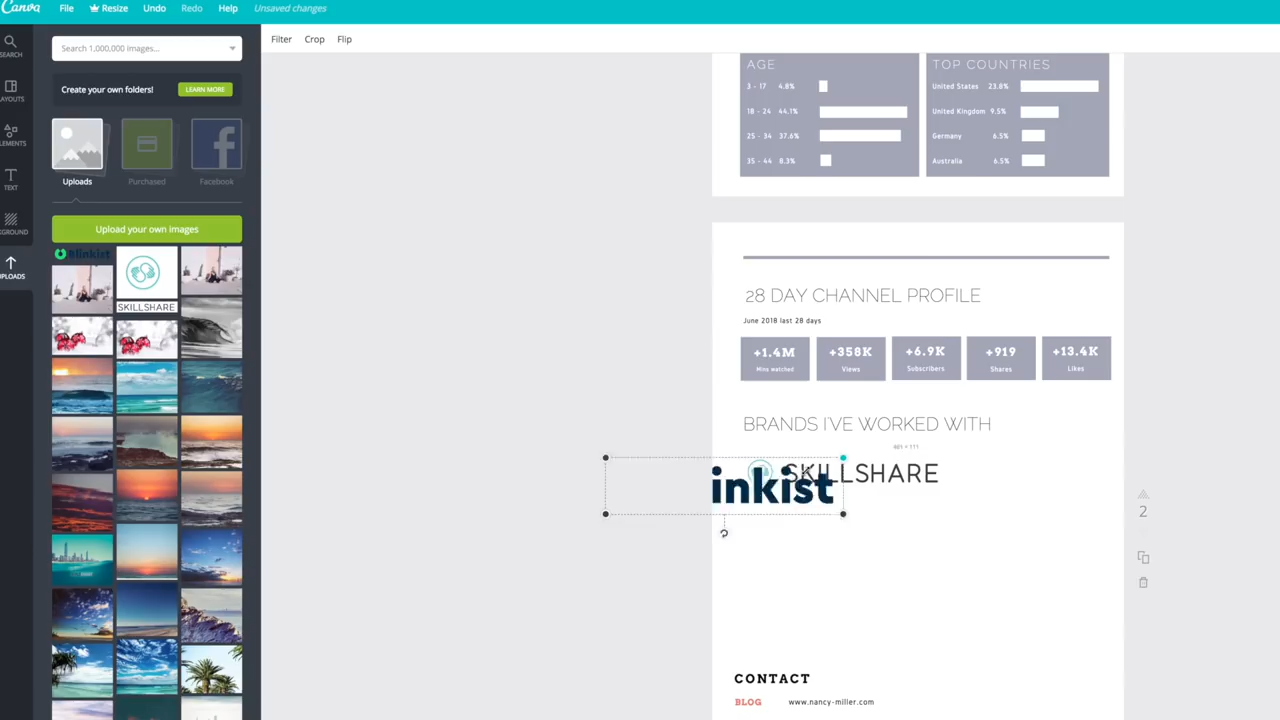 Canva File Resize Undo Redo Help Unsaved changes
Filter Crop Flip
Search 1,000,000 images...
SEARCH
Create your own folders! LEARN MORE
LAYOUTS
ELEMENTS
TEXT
KGROUND
UPLOADS
Uploads Purchased Facebook
Upload your own images
Blinkist
SKILLSHARE
AGE
3 - 17 4.8%
18 - 24 44.1%
25 - 34 37.6%
35 - 44 8.3%
TOP COUNTRIES
United States 23.8%
United Kingdom 9.5%
Germany 6.5%
Australia 6.5%
28 DAY CHANNEL PROFILE
June 2018 last 28 days
+1.4M +358K +6.9K +919 +13.4K
Mins watched Views Subscribers Shares Likes
BRANDS I'VE WORKED WITH
SKILLSHARE
inkist
2
CONTACT
BLOG www.nancy-miller.com